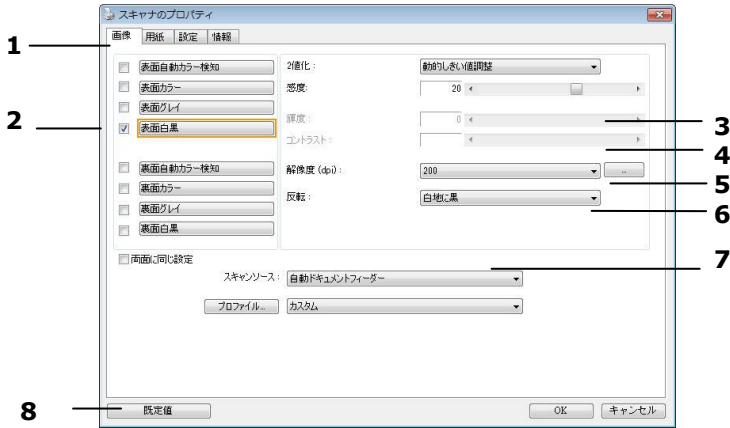 スキャナのプロパティ
画像 用紙 設定 情報
1
表面自動カラー検知
表面カラー
表面グレイ
2 表面白黒
裏面自動カラー検知
裏面カラー
裏面グレイ
裏面白黒
2値化 : 動的しきい値調整
感度: 20
輝度 : 0 3
コントラスト : 4
解像度 (dpi) : 200 .. 5
反転 : 白地に黒 6
両面に同じ設定 7
スキャンソース : 自動ドキュメントフィーダー
プロファイル... カスタム
8 既定値 OK キャンセル